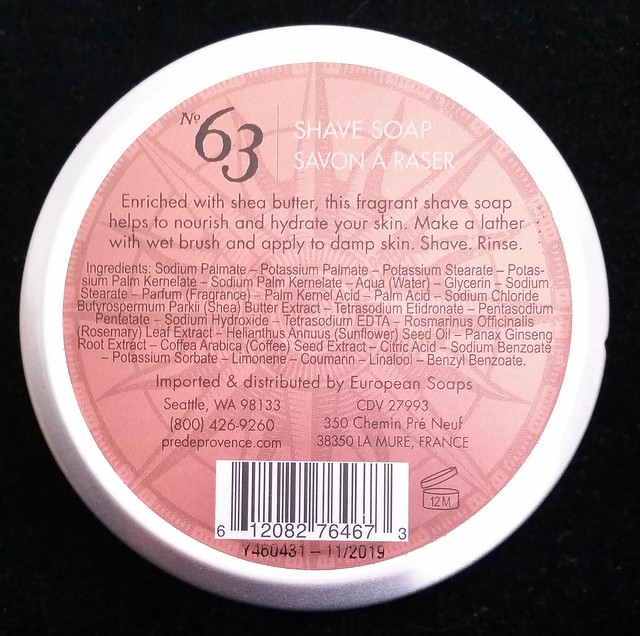 No 63
SHAVE SOAP
SAVON À RASER
Enriched with shea butter, this fragrant shave soap
helps to nourish and hydrate your skin. Make a lather
with wet brush and apply to damp skin. Shave. Rinse.
Ingredients: Sodium Palmate – Potassium Palmate – Potassium Stearate – Potas-
sium Palm Kernelate – Sodium Palm Kernelate – Aqua (Water) – Glycerin – Sodium
Stearate – Parfum (Fragrance) – Palm Kernel Acid – Palm Acid – Sodium Chloride
Butyrospermum Parkii (Shea) Butter Extract – Tetrasodium Etidronate – Pentasodium
Pentetate – Sodium Hydroxide – Tetrasodium EDTA – Rosmarinus Officinalis
(Rosemary) Leaf Extract – Helianthus Annuus (Sunflower) Seed Oil – Panax Ginseng
Root Extract – Coffea Arabica (Coffee) Seed Extract – Citric Acid – Sodium Benzoate
– Potassium Sorbate – Limonene – Coumann – Linalool – Benzyl Benzoate.
Imported & distributed by European Soaps
Seattle, WA 98133
(800) 426-9260
predeprovence.com
CDV 27993
350 Chemin Pré Neuf
38350 LA MURE, FRANCE
12 M
6 12082 76467 3
Y460431 – 11/2019